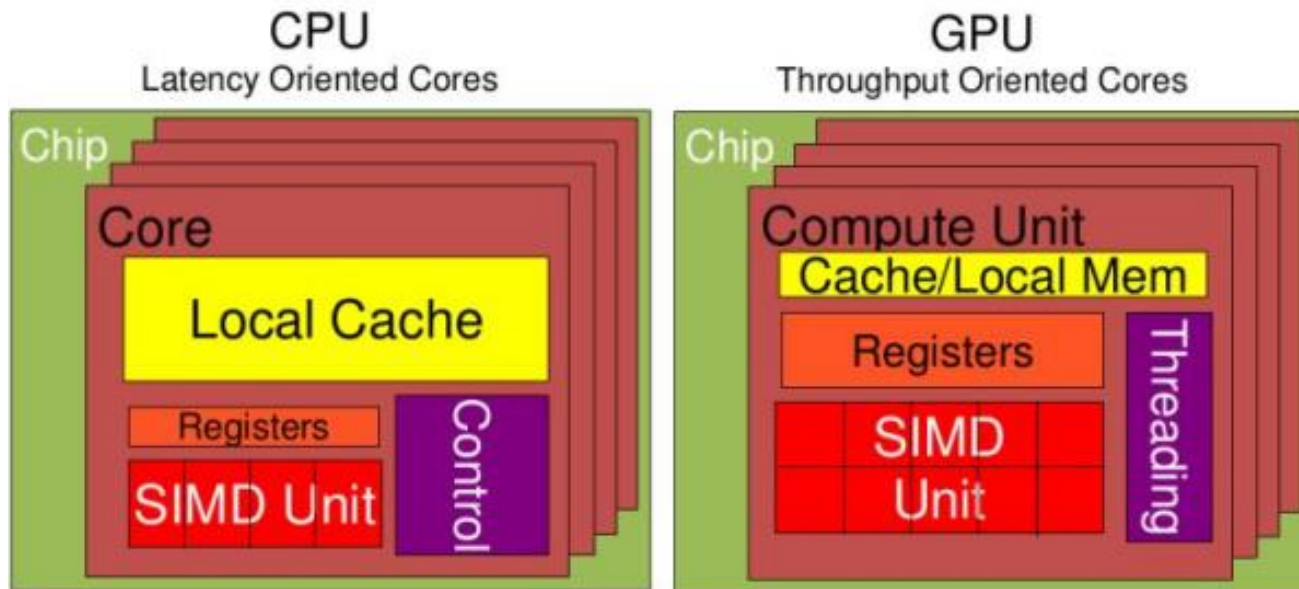 CPU
Latency Oriented Cores
Chip
Core
Local Cache
Registers
SIMD Unit
Control
GPU
Throughput Oriented Cores
Chip
Compute Unit
Cache/Local Mem
Registers
SIMD
Unit
Threading